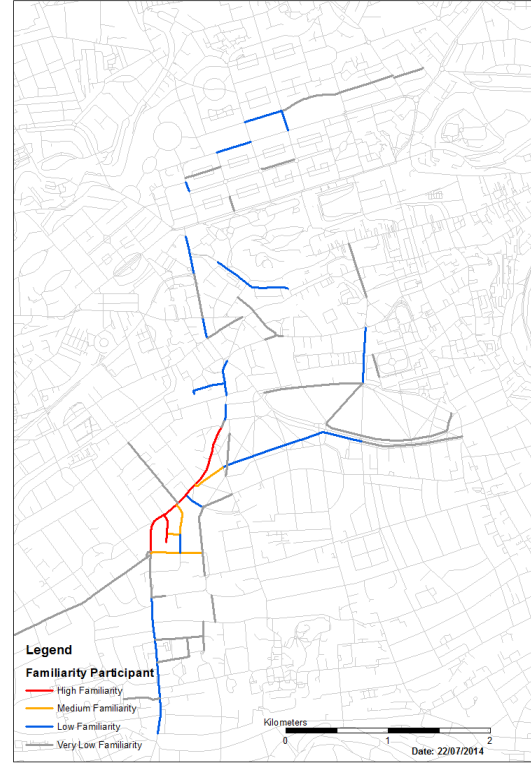 Legend
Familiarity Participant
High Familiarity
Medium Familiarity
Low Familiarity
Very Low Familiarity
Kilometers
0 1 2
Date: 22/07/2014